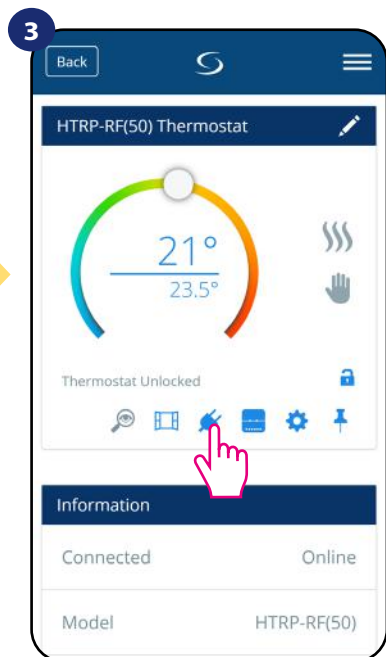 3
Back
HTRP-RF(50) Thermostat
21°
23.5°
Thermostat Unlocked
Information
Connected Online
Model HTRP-RF(50)